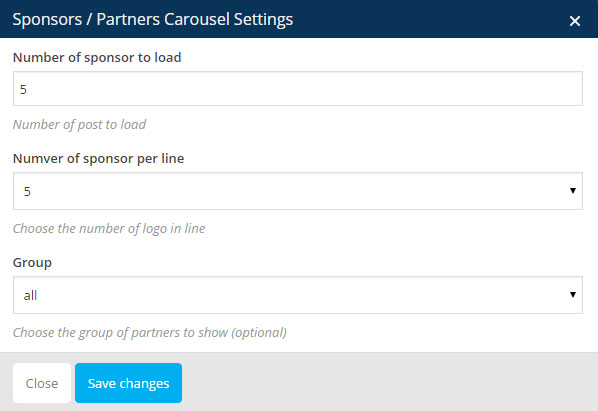 Sponsors / Partners Carousel Settings
Number of sponsor to load
5
Number of post to load
Numver of sponsor per line
5
Choose the number of logo in line
Group
all
Choose the group of partners to show (optional)
Close Save changes